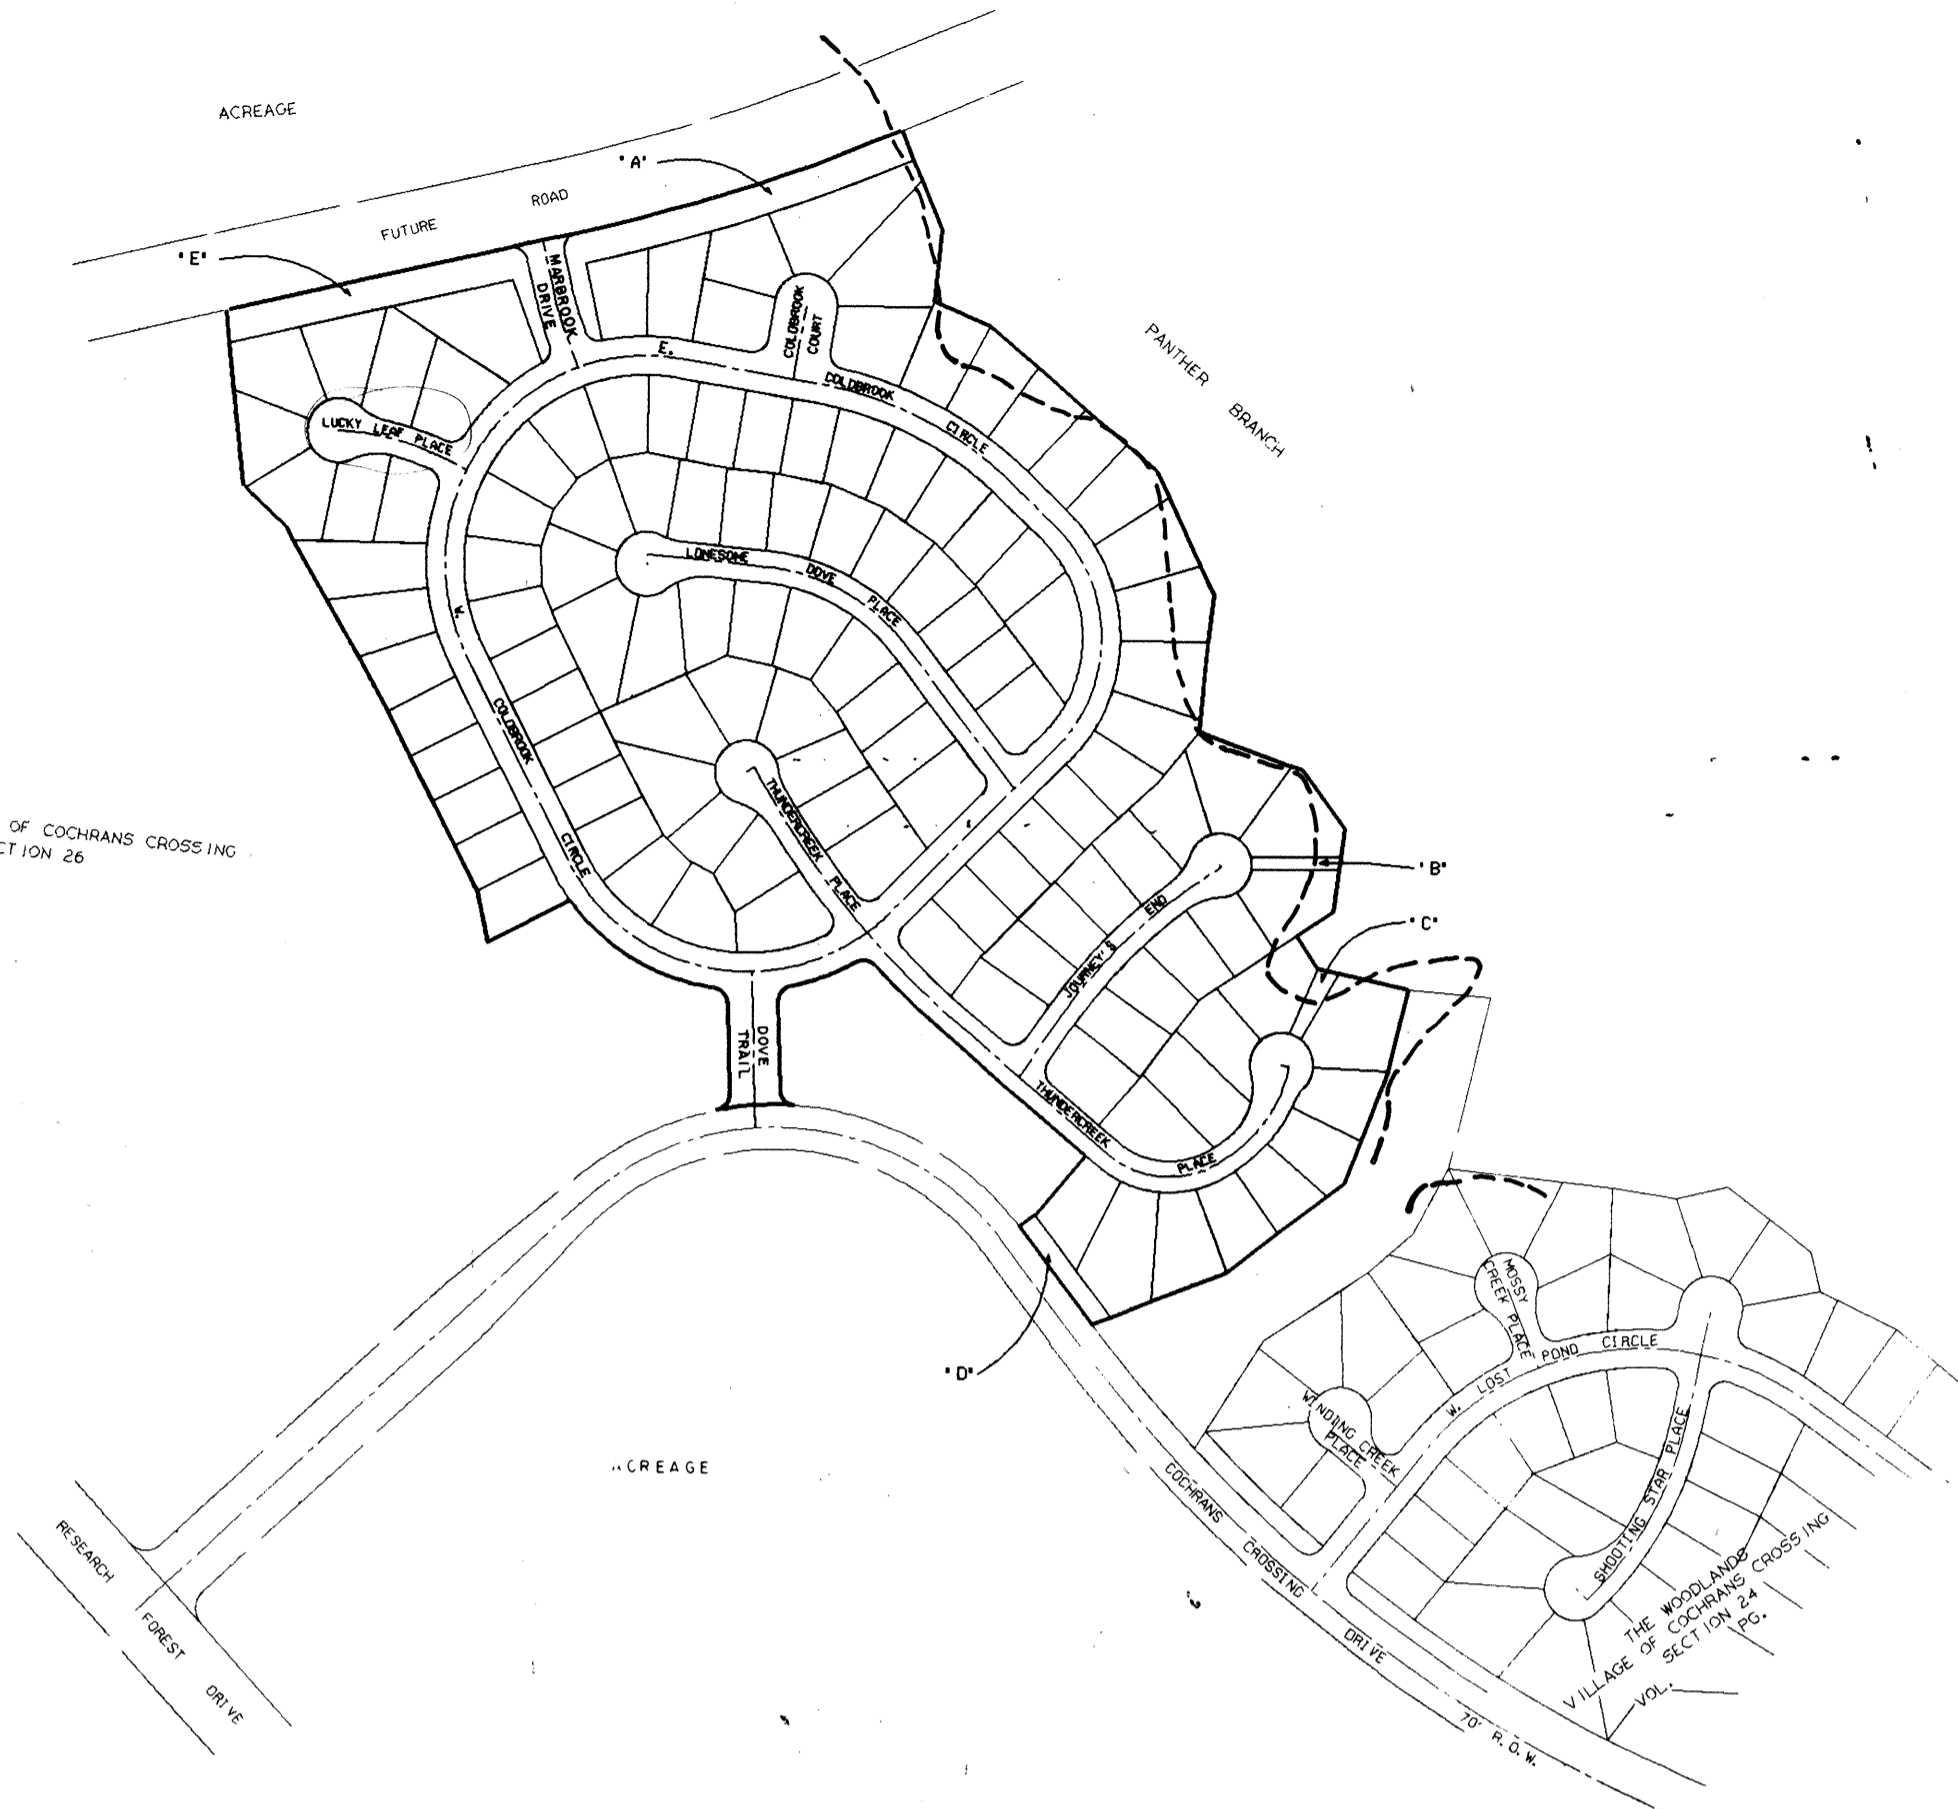 ACREAGE
"A"
FUTURE ROAD
"E"
MARBROOK
DRIVE
COLDBROOK
COURT
E. COLDBROOK CIRCLE
PANTHER BRANCH
LUCKY LEAF PLACE
LONESOME DOVE PLACE
W. COLDBROOK CIRCLE
THUNDERCREEK PLACE
OF COCHRANS CROSSING
CTION 26
"B"
"C"
JOURNEY'S END
DOVE
TRAIL
THUNDERCREEK PLACE
"D"
MOSSY
CREEK PLACE
W. LOST POND CIRCLE
WINDING CREEK
PLACE
SHOOTING STAR PLACE
ACREAGE
COCHRANS CROSSING DRIVE 70' R.O.W.
RESEARCH FOREST DRIVE
THE WOODLANDS
VILLAGE OF COCHRANS CROSSING
SECTION 24
VOL. PG.